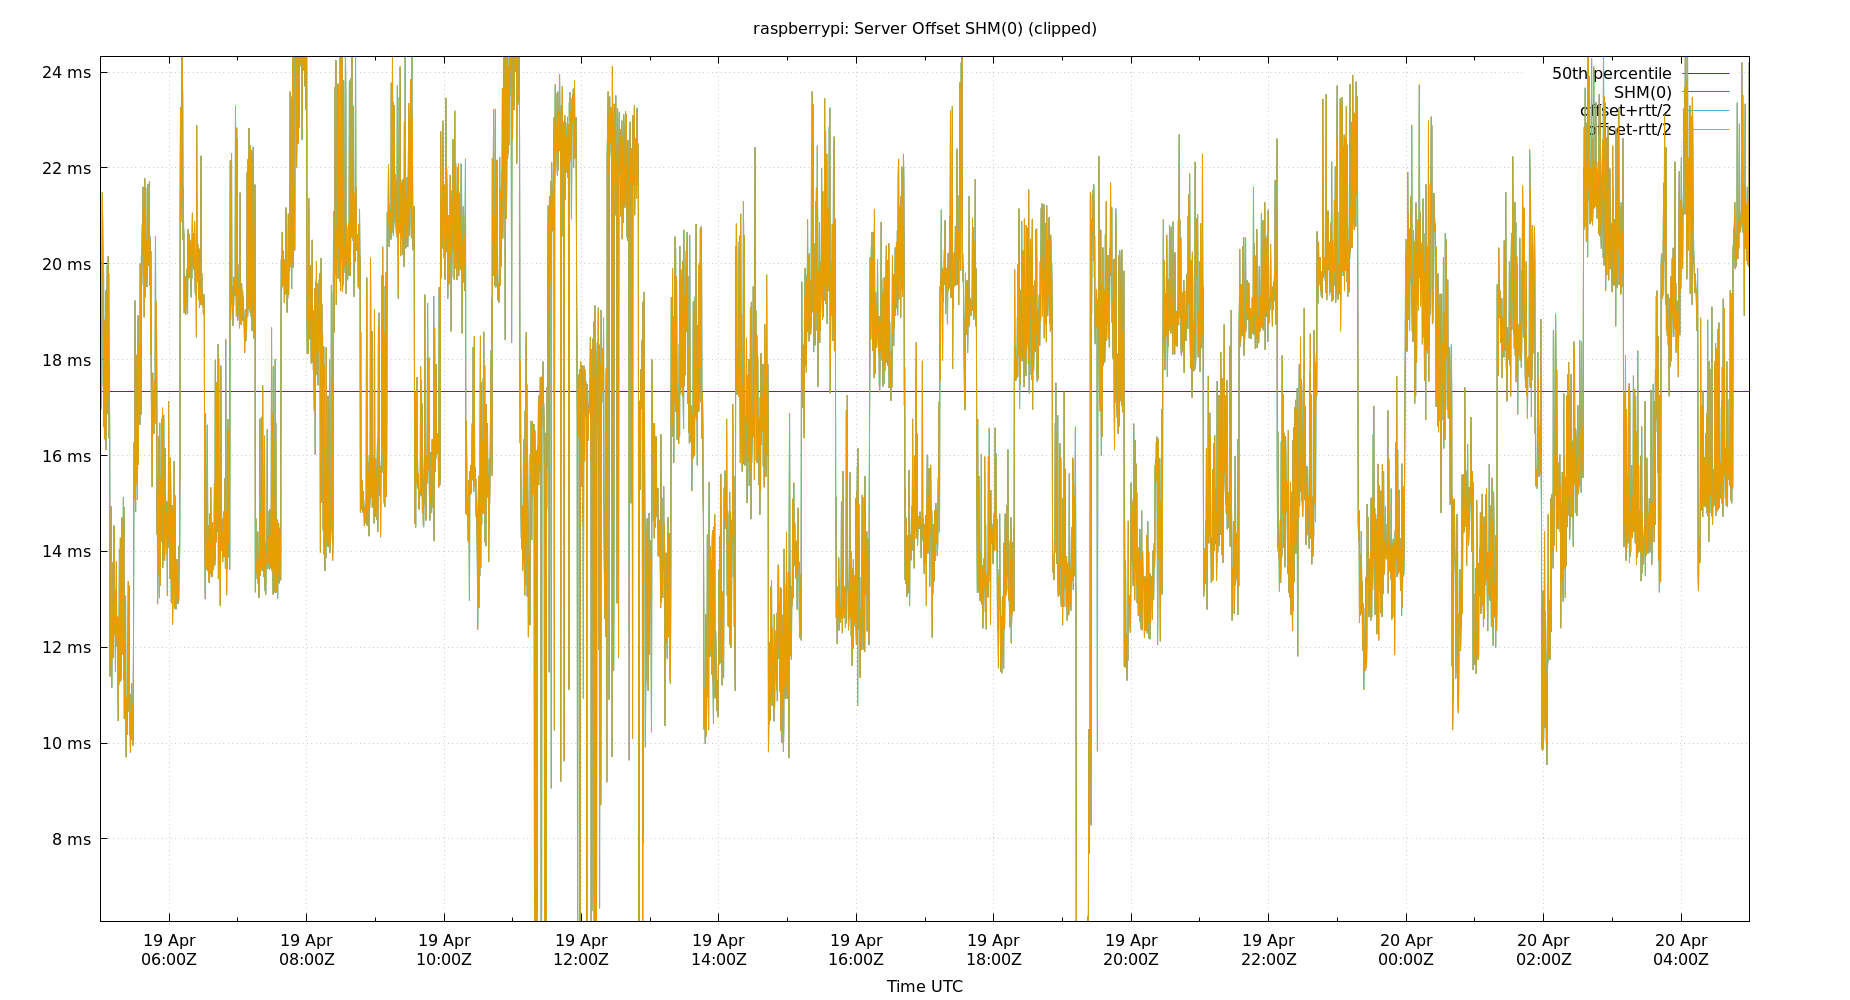 raspberrypi: Server Offset SHM(0) (clipped)
24 ms
22 ms
20 ms
18 ms
16 ms
14 ms
12 ms
10 ms
8 ms
50th percentile
SHM(0)
offset+rtt/2
offset-rtt/2
19 Apr 19 Apr 19 Apr 19 Apr 19 Apr 19 Apr 19 Apr 19 Apr 19 Apr 20 Apr 20 Apr 20 Apr
06:00Z 08:00Z 10:00Z 12:00Z 14:00Z 16:00Z 18:00Z 20:00Z 22:00Z 00:00Z 02:00Z 04:00Z
Time UTC